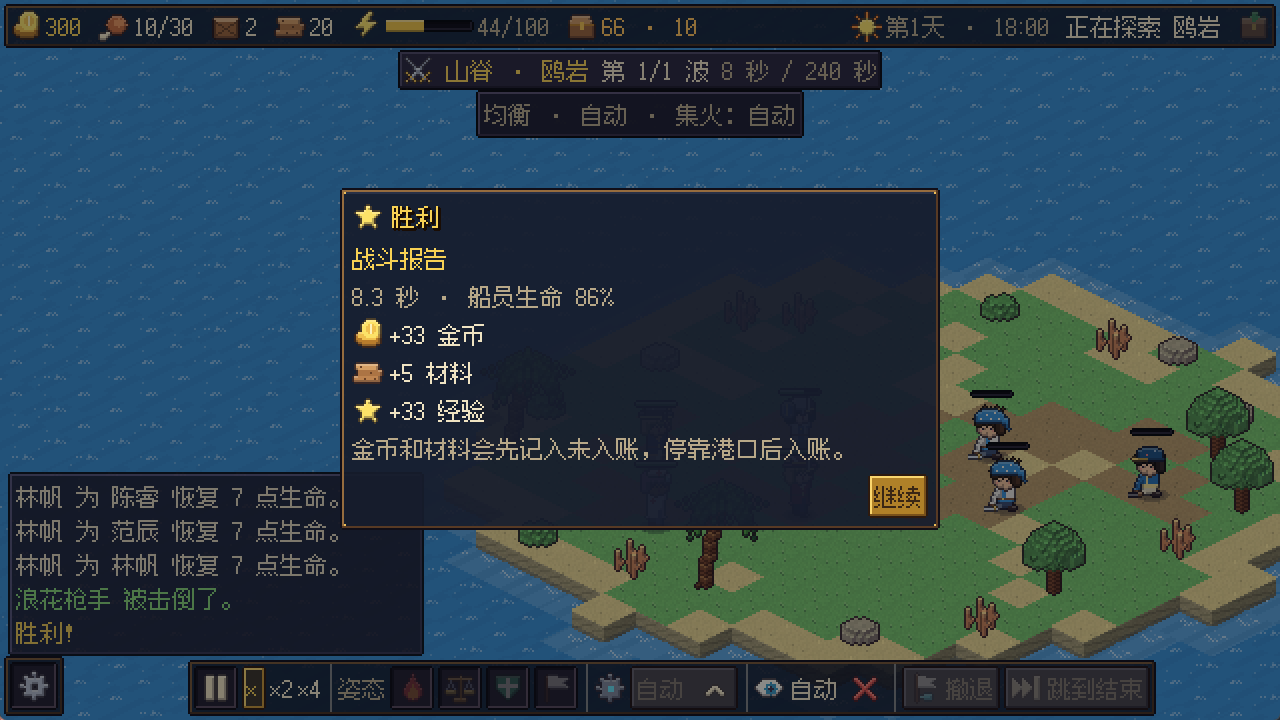 300 10/30 2 20 44/100 66 · 10 第1天 · 18:00 正在探索 鸥岩
山脊 · 鸥岩 第 1/1 波 8 秒 / 240 秒
均衡 · 自动 · 集火: 自动
胜利
战斗报告
8.3 秒 · 船员生命 86%
+33 金币
+5 材料
+33 经验
金币和材料会先记入未入账，停靠港口后入账。
继续
林帆 为 陈睿 恢复 7 点生命。
林帆 为 范辰 恢复 7 点生命。
林帆 为 林帆 恢复 7 点生命。
浪花枪手 被击倒了。
胜利!
×2 ×4 姿态 自动 自动 撤退 跳到结束